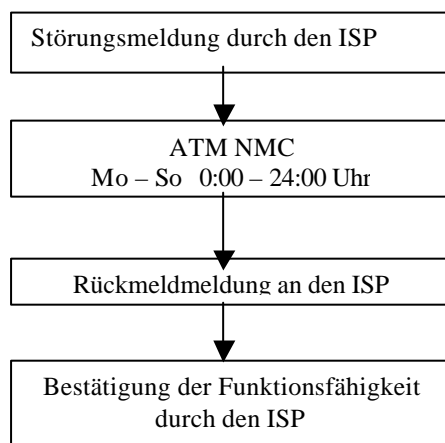 Störungsmeldung durch den ISP
ATM NMC
Mo – So 0:00 – 24:00 Uhr
Rückmeldmeldung an den ISP
Bestätigung der Funktionsfähigkeit
durch den ISP